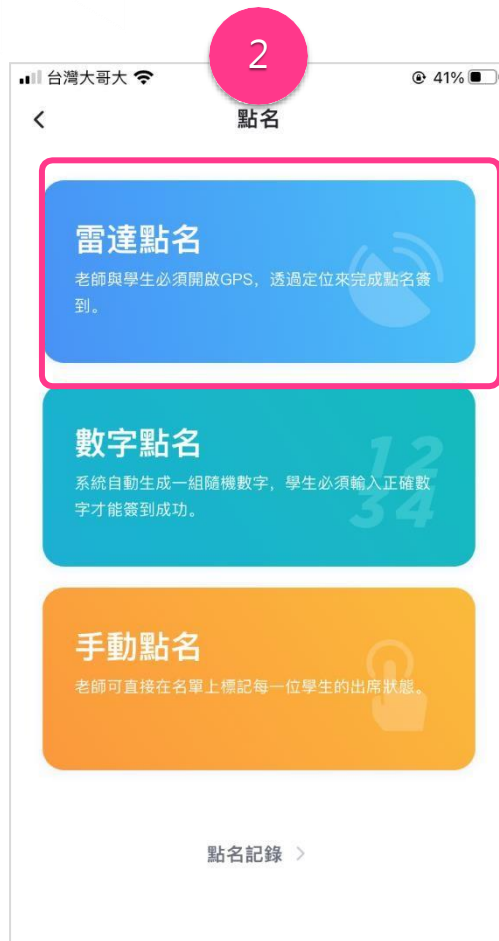 2
台灣大哥大 41%
點名
雷達點名
老師與學生必須開啟GPS，透過定位來完成點名簽
到。
數字點名
系統自動生成一組隨機數字，學生必須輸入正確數
字才能簽到成功。
12
34
手動點名
老師可直接在名單上標記每一位學生的出席狀態。
點名記錄